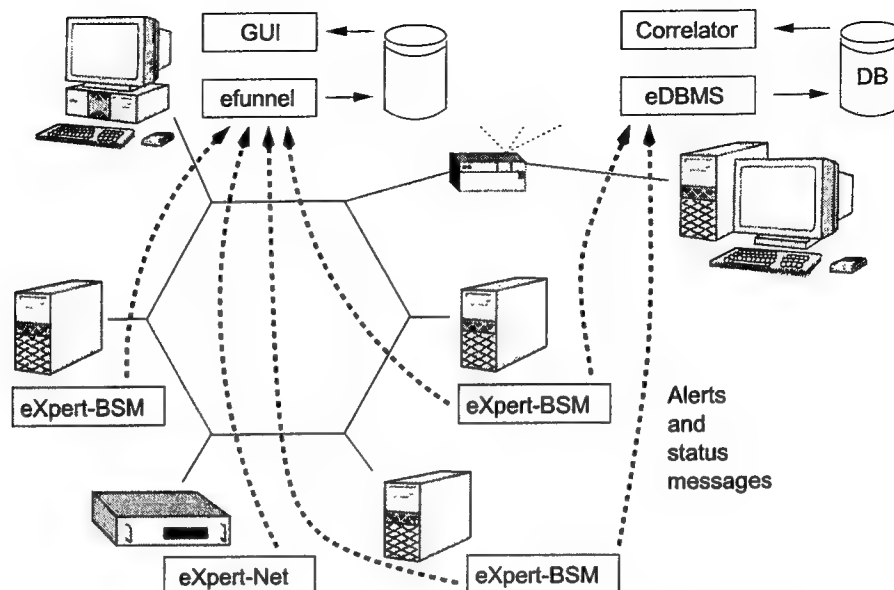 GUI
Correlator
efunnel
eDBMS
DB
eXpert-BSM
eXpert-BSM
Alerts
and
status
messages
eXpert-Net
eXpert-BSM